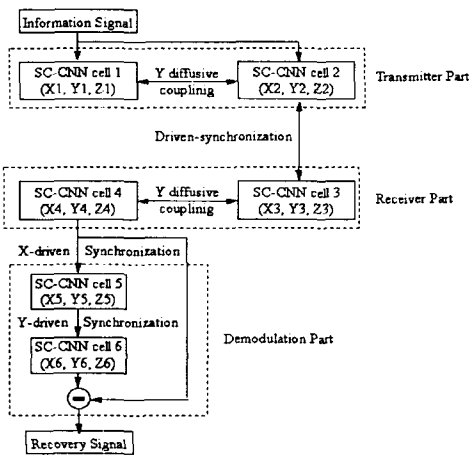 Information Signal
SC-CNN cell 1
(X1, Y1, Z1)
Y diffusive
coupling
SC-CNN cell 2
(X2, Y2, Z2)
Transmitter Part
Driven-synchronization
SC-CNN cell 4
(X4, Y4, Z4)
Y diffusive
coupling
SC-CNN cell 3
(X3, Y3, Z3)
Receiver Part
X-driven Synchronization
SC-CNN cell 5
(X5, Y5, Z5)
Y-driven Synchronization
SC-CNN cell 6
(X6, Y6, Z6)
Demodulation Part
Recovery Signal